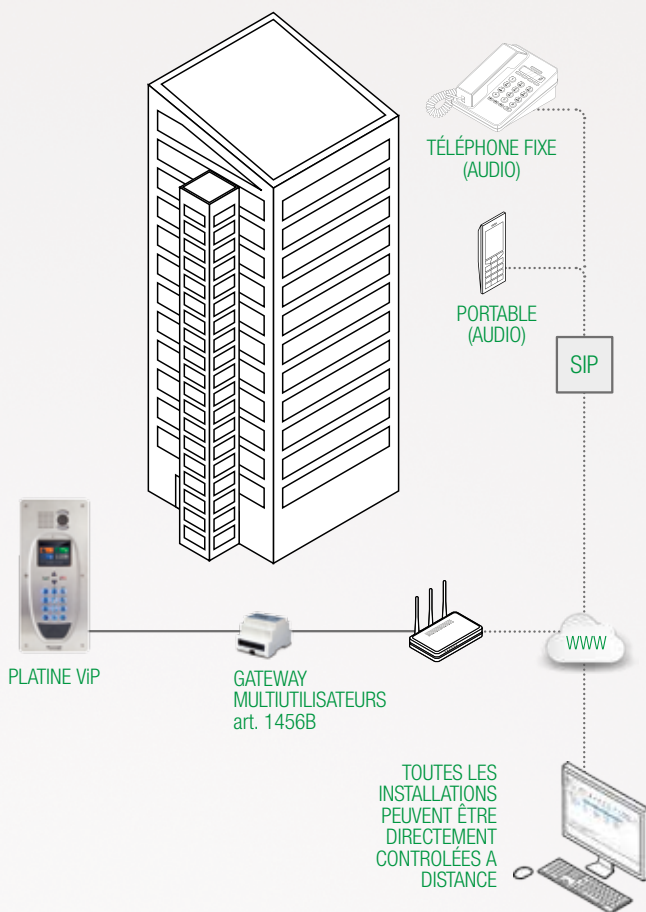 TÉLÉPHONE FIXE
(AUDIO)
PORTABLE
(AUDIO)
SIP
WWW
PLATINE ViP
GATEWAY
MULTIUTILISATEURS
art. 1456B
TOUTES LES
INSTALLATIONS
PEUVENT ÊTRE
DIRECTEMENT
CONTROLÉES A
DISTANCE